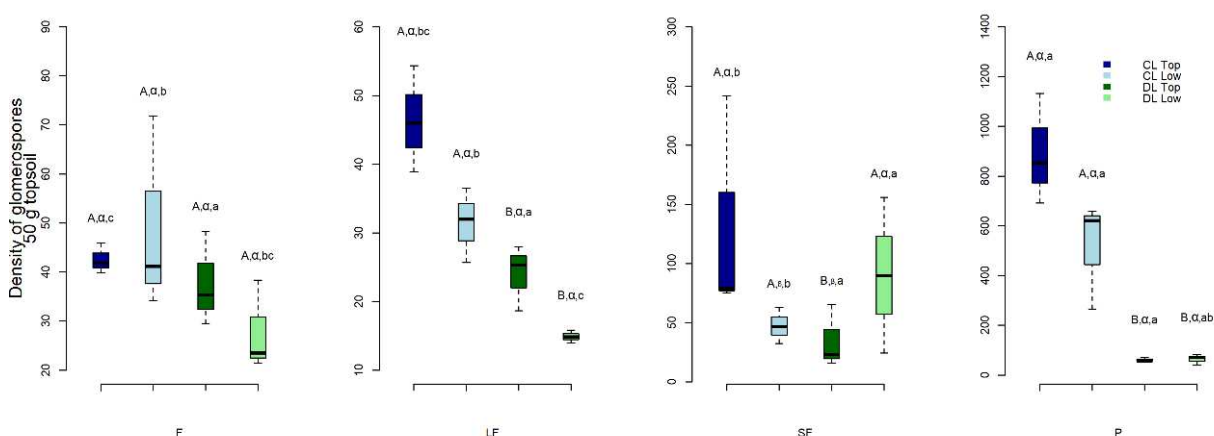 Density of glomerospores
50 g topsoil
90
80
70
60
50
40
30
20
A,α,c
A,α,b
A,α,a
A,α,bc
F
60
50
40
30
20
10
A,α,bc
A,α,b
B,α,a
B,α,c
LF
300
250
200
150
100
50
0
A,α,b
A,β,b
B,β,a
A,α,a
SF
1400
1200
1000
800
600
400
200
0
A,α,a
A,α,a
B,α,a
B,α,ab
CL Top
CL Low
DL Top
DL Low
P